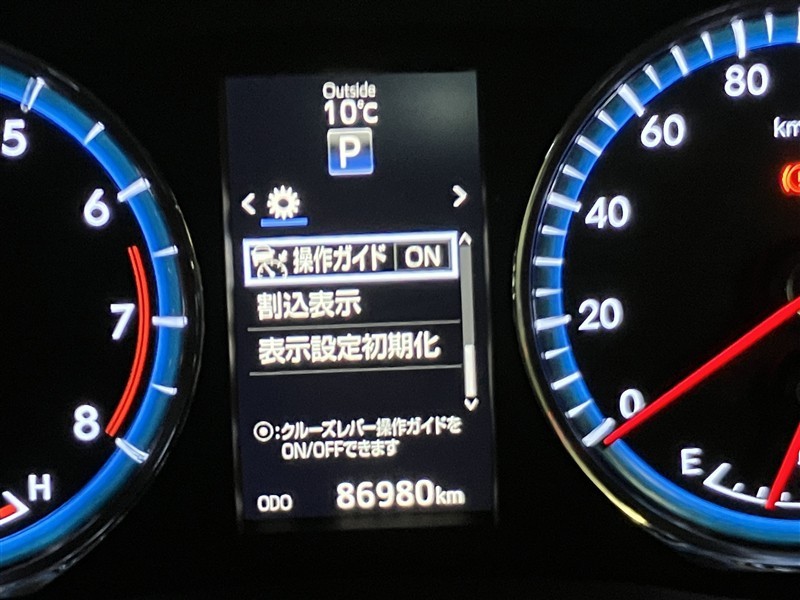 Outside
10℃
P
操作ガイド ON
割込表示
表示設定初期化
◎:クルーズレバー操作ガイドを
ON/OFFできます
ODO 86980km
5
6
7
8
H
80
km
60
40
20
0
E